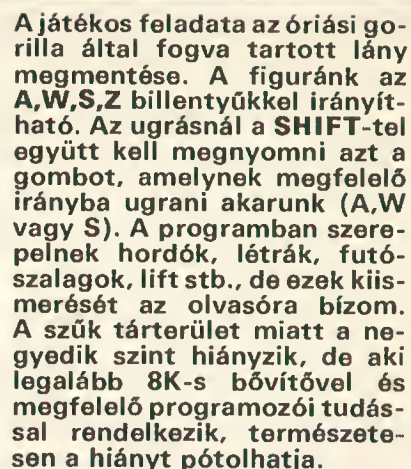 A játékos feladata az óriási go-
rilla által fogva tartott lány
megmentése. A figuránk az
A,W,S,Z billentyűkkel irányít-
ható. Az ugrásnál a SHIFT-tel
együtt kell megnyomni azt a
gombot, amelynek megfelelő
irányba ugrani akarunk (A,W
vagy S). A programban szere-
pelnek hordók, létrák, futó-
szalagok, lift stb., de ezek kiis-
merését az olvasóra bízom.
A szűk tárterület miatt a ne-
gyedik szint hiányzik, de aki
legalább 8K-s bővítővel és
megfelelő programozói tudás-
sal rendelkezik, természete-
sen a hiányt pótolhatja.